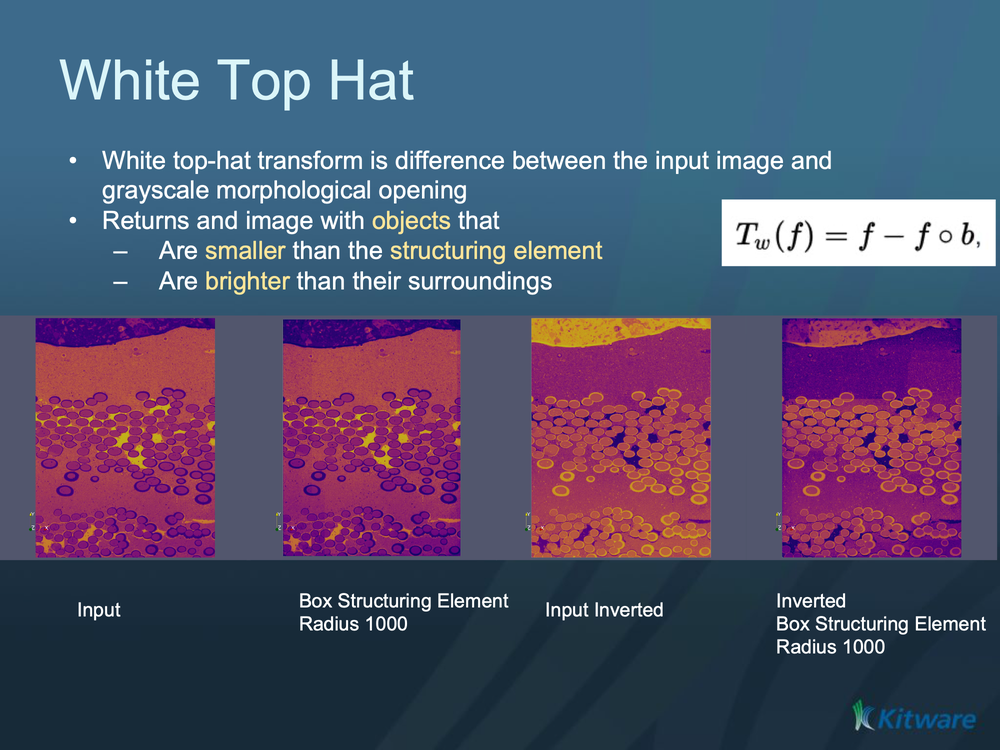 White Top Hat
• White top-hat transform is difference between the input image and
grayscale morphological opening
• Returns and image with objects that
– Are smaller than the structuring element
– Are brighter than their surroundings
T_w(f) = f − f ∘ b,
Input
Box Structuring Element
Radius 1000
Input Inverted
Inverted
Box Structuring Element
Radius 1000
Kitware